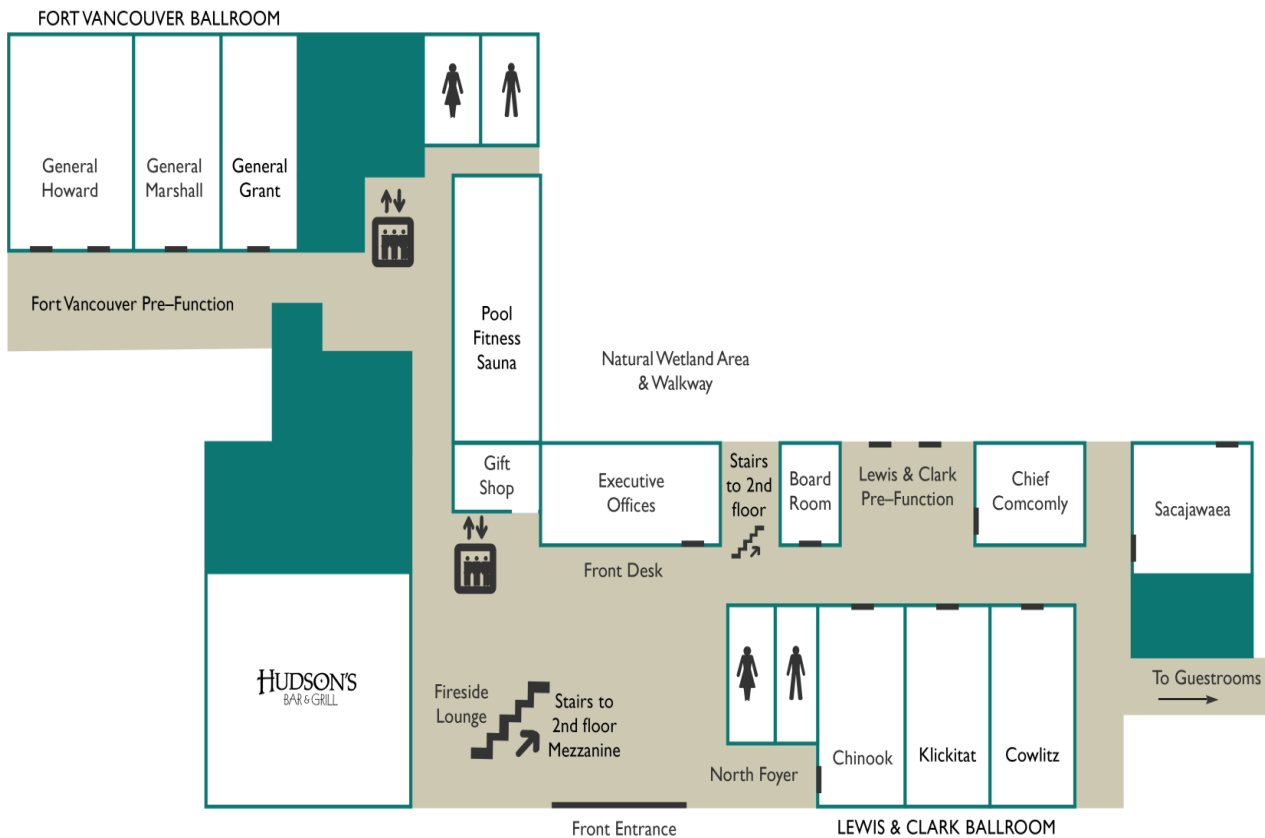 FORT VANCOUVER BALLROOM
General
Howard
General
Marshall
General
Grant
Fort Vancouver Pre–Function
Pool
Fitness
Sauna
Natural Wetland Area
& Walkway
Gift
Shop
Executive
Offices
Stairs
to 2nd
floor
Board
Room
Lewis & Clark
Pre–Function
Chief
Comcomly
Sacajawaea
Front Desk
HUDSON'S
BAR & GRILL
Fireside
Lounge
Stairs to
2nd floor
Mezzanine
To Guestrooms
North Foyer
Chinook
Klickitat
Cowlitz
Front Entrance
LEWIS & CLARK BALLROOM